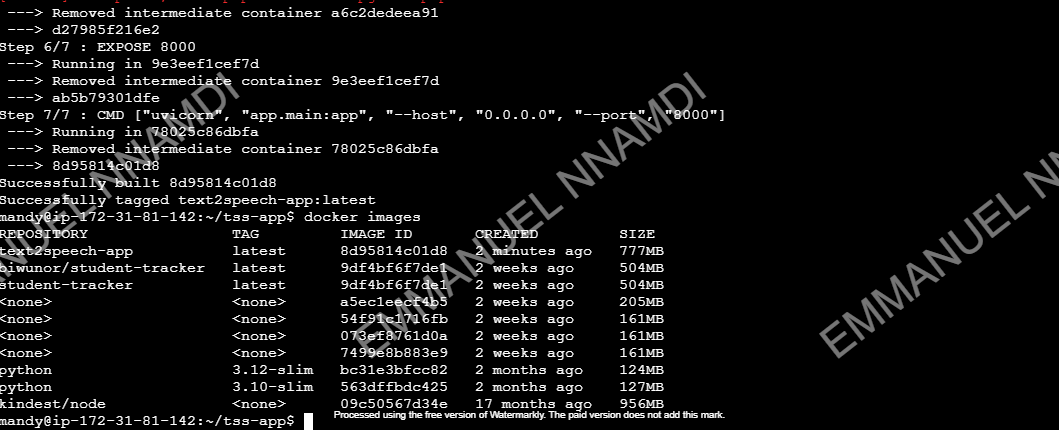 ---> Removed intermediate container a6c2dedeea91
---> d27985f216e2
Step 6/7 : EXPOSE 8000
---> Running in 9e3eef1cef7d
---> Removed intermediate container 9e3eef1cef7d
---> ab5b79301dfe
Step 7/7 : CMD ["uvicorn", "app.main:app", "--host", "0.0.0.0", "--port", "8000"]
---> Running in 78025c86dbfa
---> Removed intermediate container 78025c86dbfa
---> 8d95814c01d8
Successfully built 8d95814c01d8
Successfully tagged text2speech-app:latest
mandy@ip-172-31-81-142:~/tss-app$ docker images
REPOSITORY TAG IMAGE ID CREATED SIZE
text2speech-app latest 8d95814c01d8 2 minutes ago 777MB
biwunor/student-tracker latest 9df4bf6f7de1 2 weeks ago 504MB
student-tracker latest 9df4bf6f7de1 2 weeks ago 504MB
<none> <none> a5ec1eecf4b5 2 weeks ago 205MB
<none> <none> 54f91c1716fb 2 weeks ago 161MB
<none> <none> 073ef8761d0a 2 weeks ago 161MB
<none> <none> 7499e8b883e9 2 weeks ago 161MB
python 3.12-slim bc31e3bfcc82 2 months ago 124MB
python 3.10-slim 563dffbdc425 2 months ago 127MB
kindest/node <none> 09c50567d34e 17 months ago 956MB
mandy@ip-172-31-81-142:~/tss-app$
Processed using the free version of Watermarkly. The paid version does not add this mark.
EMMANUEL NNAMDI
EMMANUEL NNAMDI
EMMANUEL